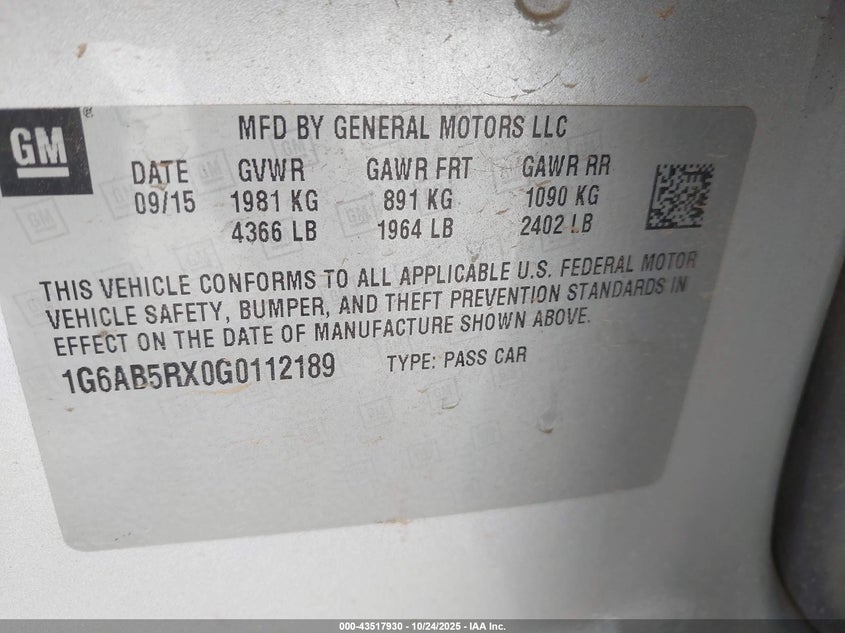 GM
MFD BY GENERAL MOTORS LLC
DATE GVWR GAWR FRT GAWR RR
09/15 1981 KG 891 KG 1090 KG
4366 LB 1964 LB 2402 LB
THIS VEHICLE CONFORMS TO ALL APPLICABLE U.S. FEDERAL MOTOR
VEHICLE SAFETY, BUMPER, AND THEFT PREVENTION STANDARDS IN
EFFECT ON THE DATE OF MANUFACTURE SHOWN ABOVE.
1G6AB5RX0G0112189 TYPE: PASS CAR
000-43517930 - 10/24/2025 - IAA Inc.